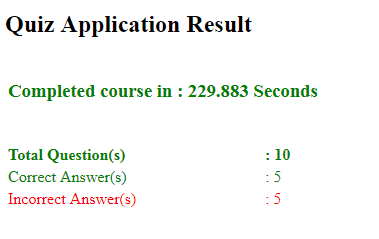 Quiz Application Result
Completed course in : 229.883 Seconds
Total Question(s) : 10
Correct Answer(s) : 5
Incorrect Answer(s) : 5